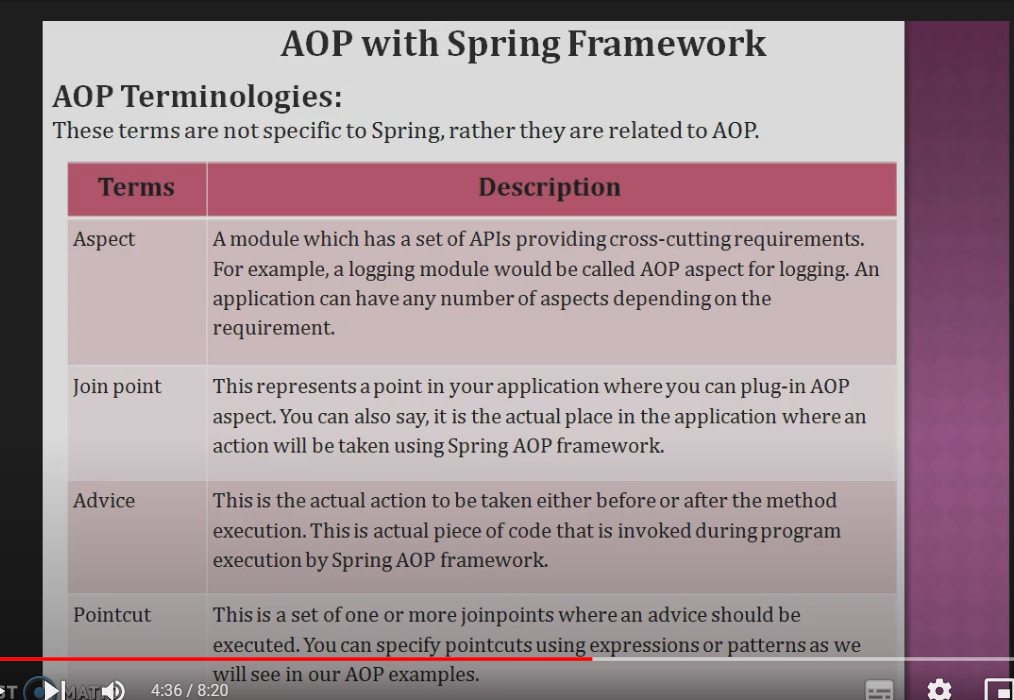 AOP with Spring Framework
AOP Terminologies:
These terms are not specific to Spring, rather they are related to AOP.
Terms Description
Aspect A module which has a set of APIs providing cross-cutting requirements.
For example, a logging module would be called AOP aspect for logging. An
application can have any number of aspects depending on the
requirement.
Join point This represents a point in your application where you can plug-in AOP
aspect. You can also say, it is the actual place in the application where an
action will be taken using Spring AOP framework.
Advice This is the actual action to be taken either before or after the method
execution. This is actual piece of code that is invoked during program
execution by Spring AOP framework.
Pointcut This is a set of one or more joinpoints where an advice should be
executed. You can specify pointcuts using expressions or patterns as we
will see in our AOP examples.
4:36 / 8:20